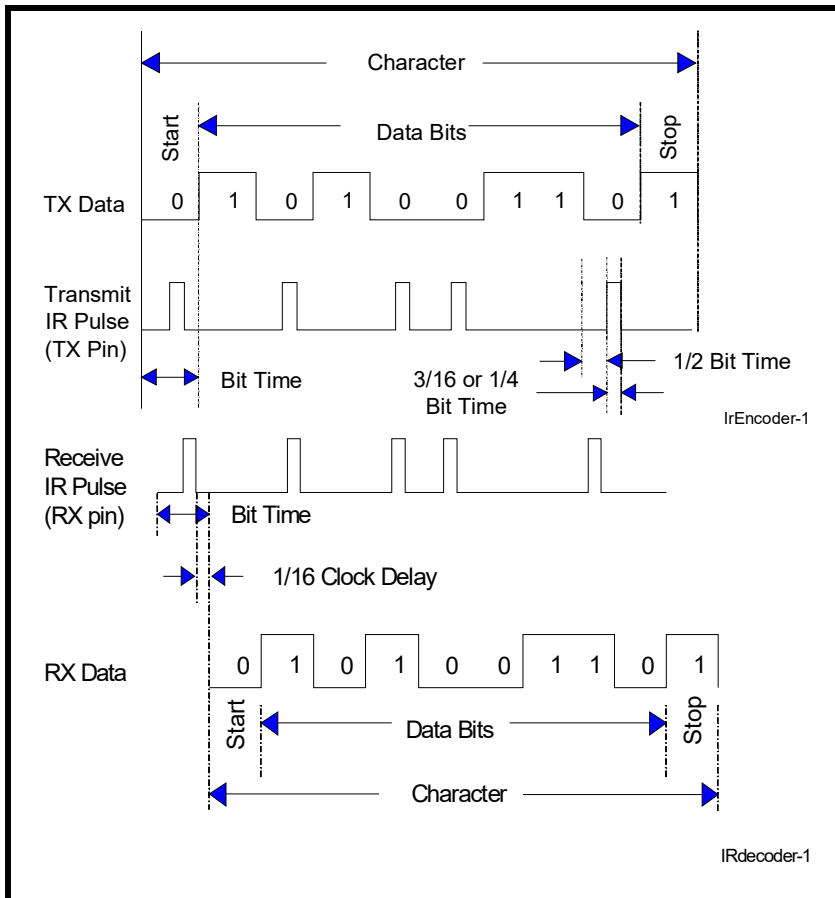 Character
Start
Data Bits
Stop
TX Data
0 1 0 1 0 0 1 1 0 1
Transmit
IR Pulse
(TX Pin)
Bit Time
1/2 Bit Time
3/16 or 1/4
Bit Time
IrEncoder-1
Receive
IR Pulse
(RX pin)
Bit Time
1/16 Clock Delay
RX Data
0 1 0 1 0 0 1 1 0 1
Start
Data Bits
Stop
Character
IRdecoder-1